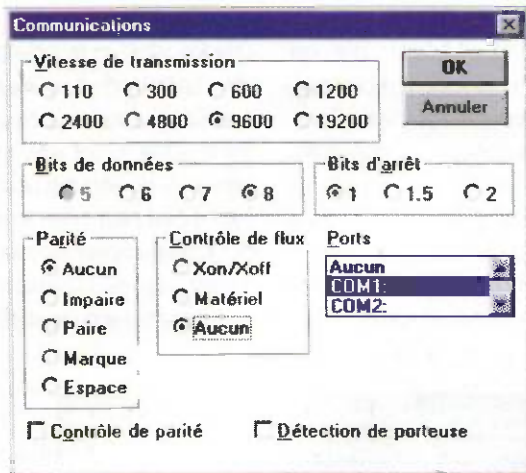 Communications
Vitesse de transmission
110 300 600 1200
2400 4800 9600 19200
OK
Annuler
Bits de données
5 6 7 8
Bits d'arrêt
1 1.5 2
Parité
Aucun
Impaire
Paire
Marque
Espace
Contrôle de flux
Xon/Xoff
Matériel
Aucun
Ports
Aucun
COM1:
COM2:
Contrôle de parité
Détection de porteuse